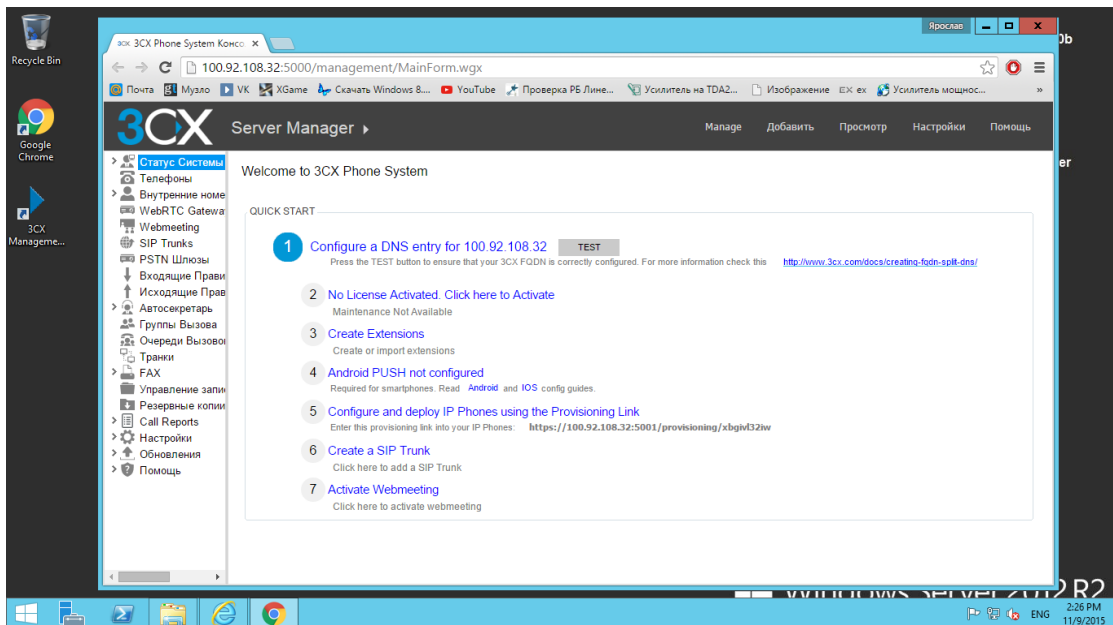 Recycle Bin
Google
Chrome
3CX
Manageme...
Ярослав
3CX 3CX Phone System Консо
100.92.108.32:5000/management/MainForm.wgx
Почта Музло VK XGame Скачать Windows 8.... YouTube Проверка РБ Лине... Усилитель на TDA2... Изображение EX ex Усилитель мощнос... »
3CX Server Manager Manage Добавить Просмотр Настройки Помощь
Статус Системы
Телефоны
Внутренние номе
WebRTC Gatewa
Webmeeting
SIP Trunks
PSTN Шлюзы
Входящие Прави
Исходящие Прав
Автосекретарь
Группы Вызова
Очереди Вызово
Транки
FAX
Управление запи
Резервные копии
Call Reports
Настройки
Обновления
Помощь
Welcome to 3CX Phone System
QUICK START
1 Configure a DNS entry for 100.92.108.32 TEST
Press the TEST button to ensure that your 3CX FQDN is correctly configured. For more information check this http://www.3cx.com/docs/creating-fqdn-split-dns/
2 No License Activated. Click here to Activate
Maintenance Not Available
3 Create Extensions
Create or import extensions
4 Android PUSH not configured
Required for smartphones. Read Android and IOS config guides.
5 Configure and deploy IP Phones using the Provisioning Link
Enter this provisioning link into your IP Phones: https://100.92.108.32:5001/provisioning/xbgivl32iw
6 Create a SIP Trunk
Click here to add a SIP Trunk
7 Activate Webmeeting
Click here to activate webmeeting
0b
er
Windows Server 2012 R2
ENG
2:26 PM
11/9/2015